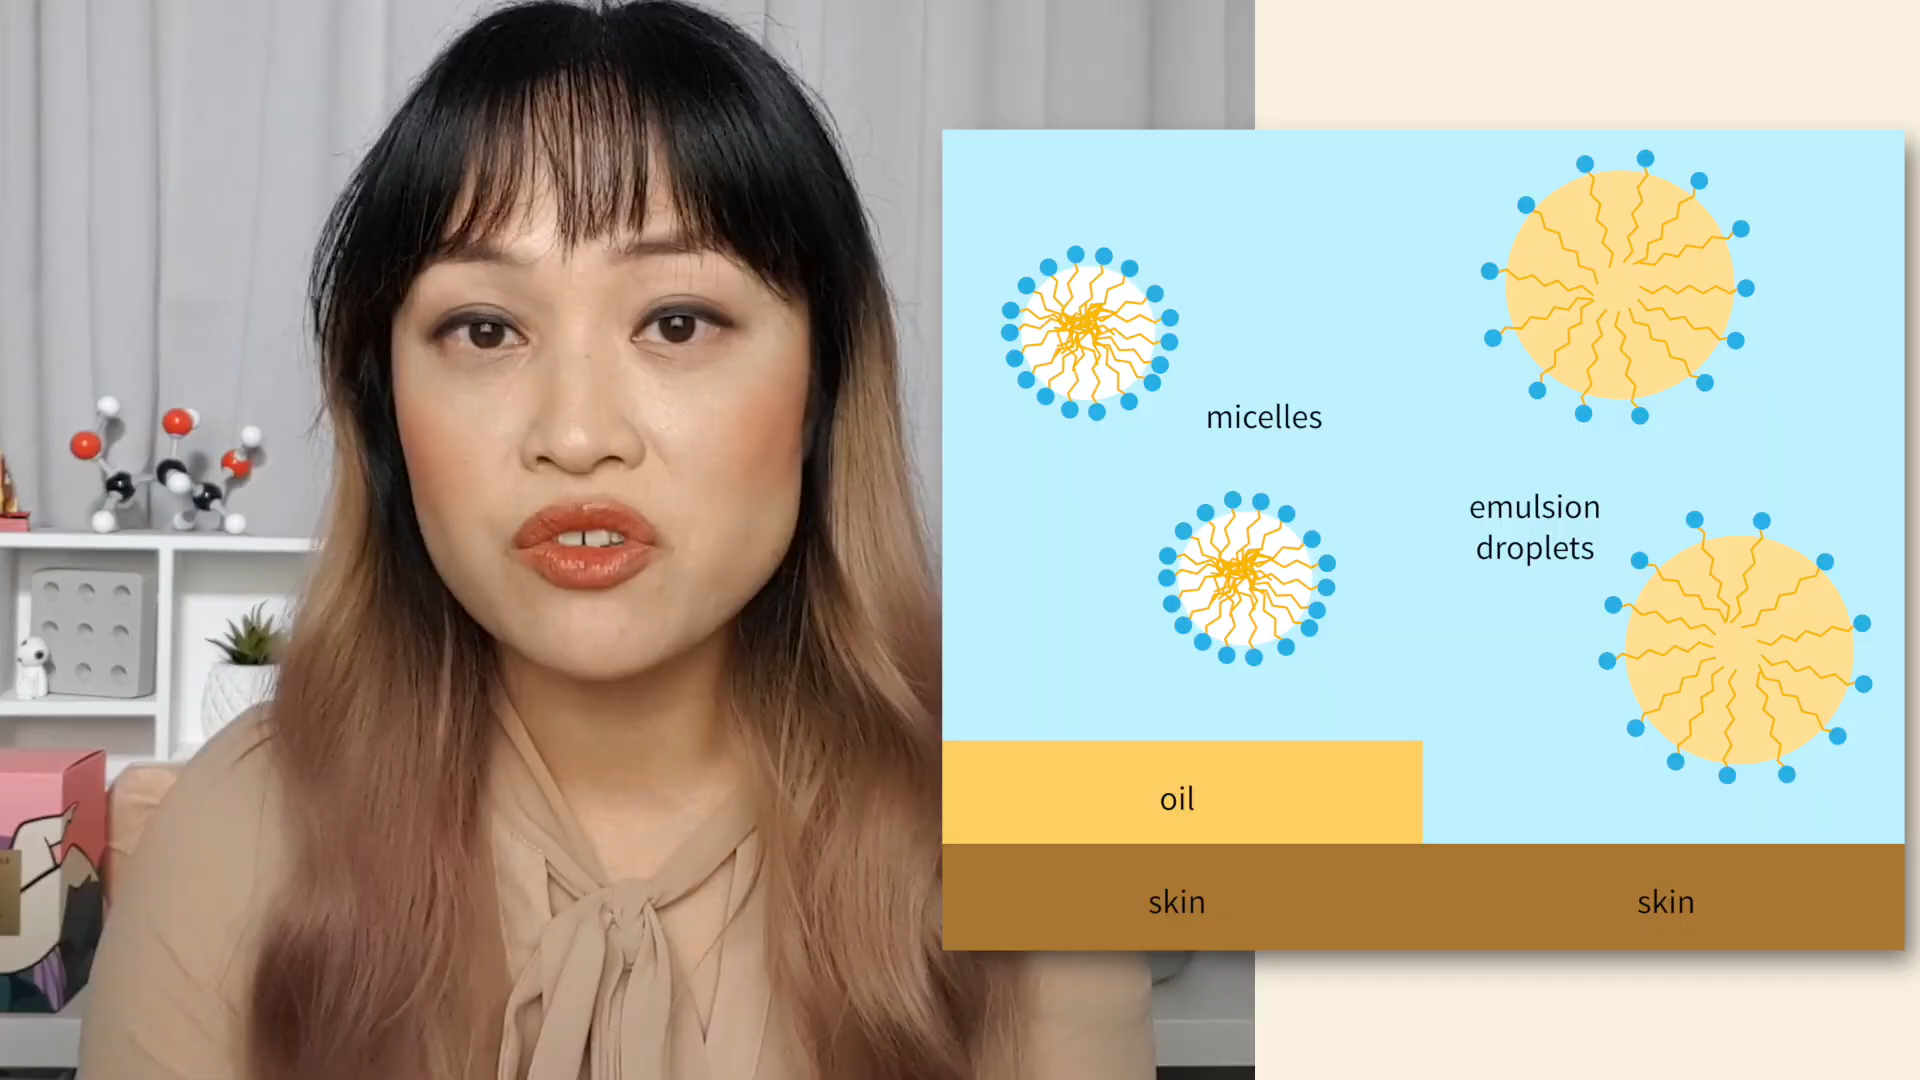 micelles
emulsion
droplets
oil
skin
skin